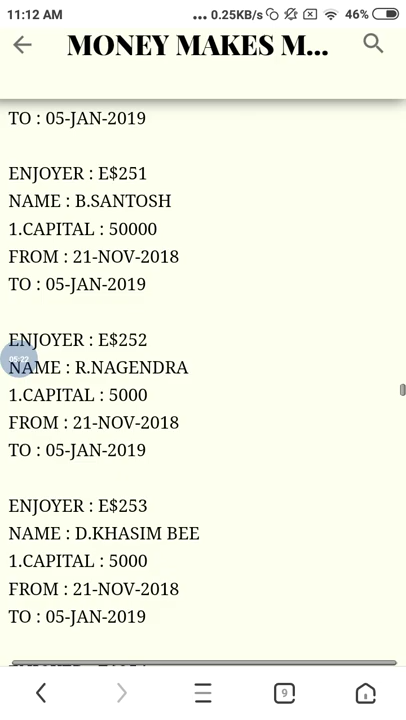 11:12 AM
... 0.25KB/s
46%
MONEY MAKES M...
TO : 05-JAN-2019
ENJOYER : E$251
NAME : B.SANTOSH
1.CAPITAL : 50000
FROM : 21-NOV-2018
TO : 05-JAN-2019
ENJOYER : E$252
05:22
NAME : R.NAGENDRA
1.CAPITAL : 5000
FROM : 21-NOV-2018
TO : 05-JAN-2019
ENJOYER : E$253
NAME : D.KHASIM BEE
1.CAPITAL : 5000
FROM : 21-NOV-2018
TO : 05-JAN-2019
9